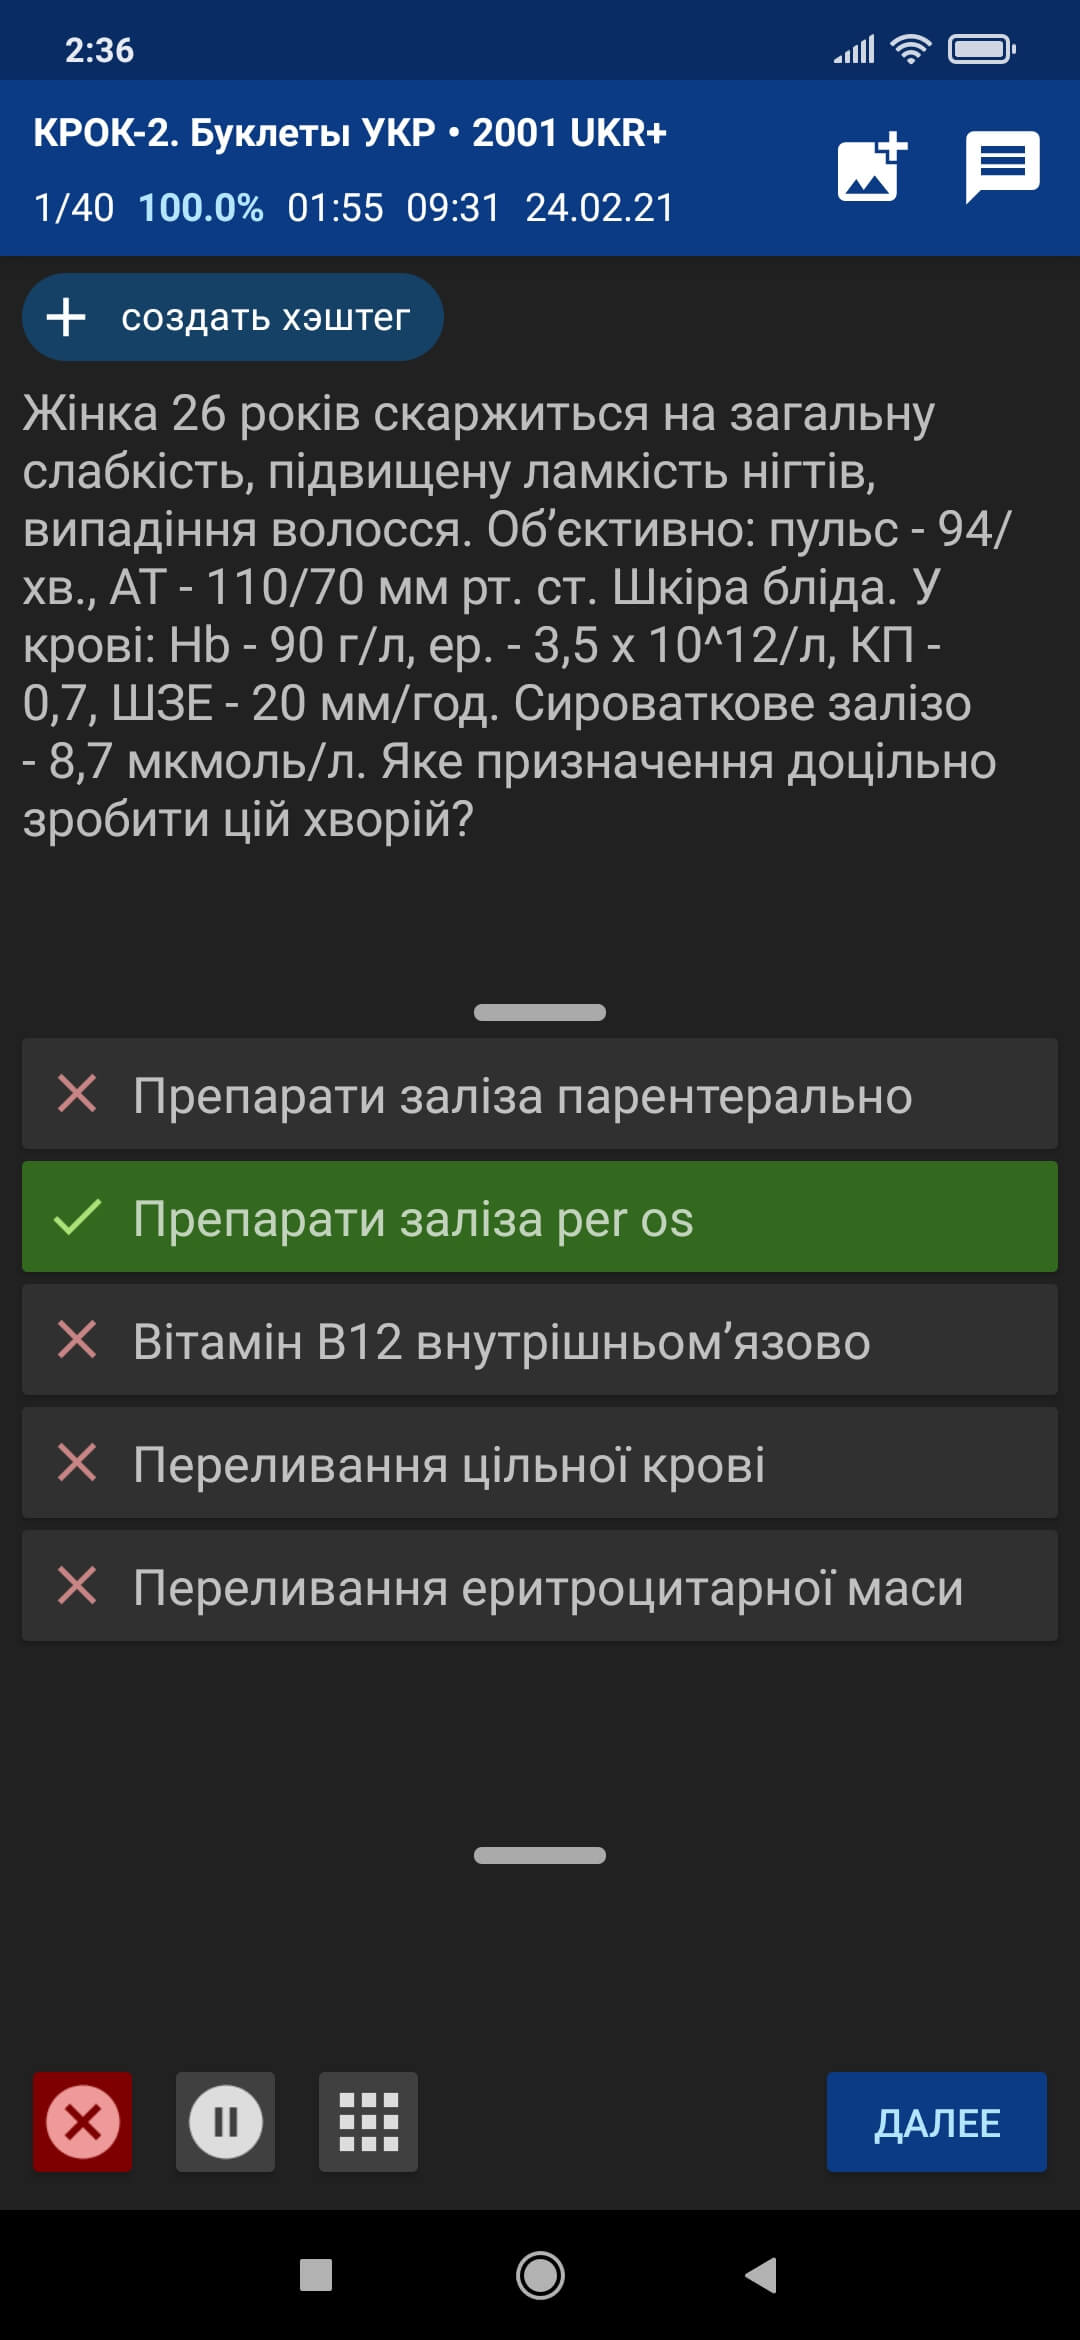 2:36
КРОК-2. Буклеты УКР • 2001 UKR+
1/40 100.0% 01:55 09:31 24.02.21
создать хэштег
Жінка 26 років скаржиться на загальну
слабкість, підвищену ламкість нігтів,
випадіння волосся. Об’єктивно: пульс - 94/
хв., АТ - 110/70 мм рт. ст. Шкіра бліда. У
крові: Hb - 90 г/л, ер. - 3,5 х 10^12/л, КП -
0,7, ШЗЕ - 20 мм/год. Сироваткове залізо
- 8,7 мкмоль/л. Яке призначення доцільно
зробити цій хворій?
Препарати заліза парентерально
Препарати заліза per os
Вітамін В12 внутрішньом’язово
Переливання цільної крові
Переливання еритроцитарної маси
ДАЛЕЕ